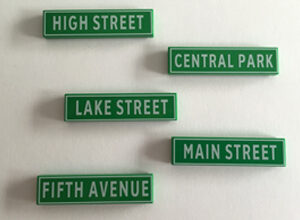 HIGH STREET
CENTRAL PARK
LAKE STREET
MAIN STREET
FIFTH AVENUE